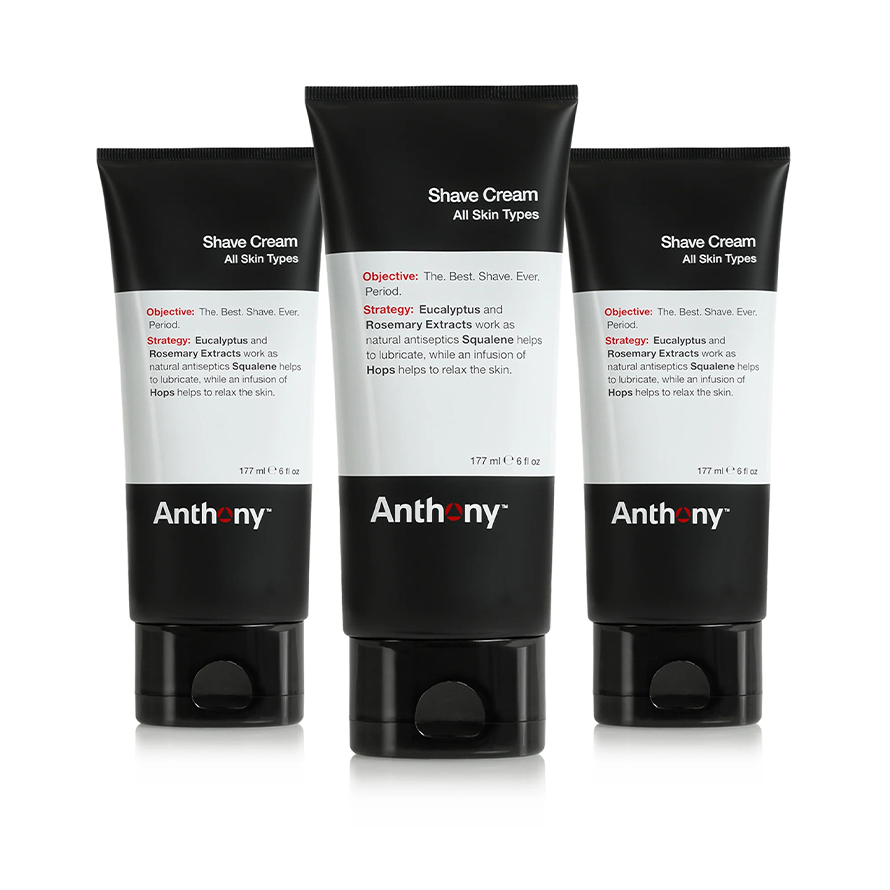 Shave Cream
All Skin Types
Objective: The. Best. Shave. Ever.
Period.
Strategy: Eucalyptus and
Rosemary Extracts work as
natural antiseptics Squalene helps
to lubricate, while an infusion of
Hops helps to relax the skin.
177 ml ℮ 6 fl oz
Anthony™
Shave Cream
All Skin Types
Objective: The. Best. Shave. Ever.
Period.
Strategy: Eucalyptus and
Rosemary Extracts work as
natural antiseptics Squalene helps
to lubricate, while an infusion of
Hops helps to relax the skin.
177 ml ℮ 6 fl oz
Anthony™
Shave Cream
All Skin Types
Objective: The. Best. Shave. Ever.
Period.
Strategy: Eucalyptus and
Rosemary Extracts work as
natural antiseptics Squalene helps
to lubricate, while an infusion of
Hops helps to relax the skin.
177 ml ℮ 6 fl oz
Anthony™